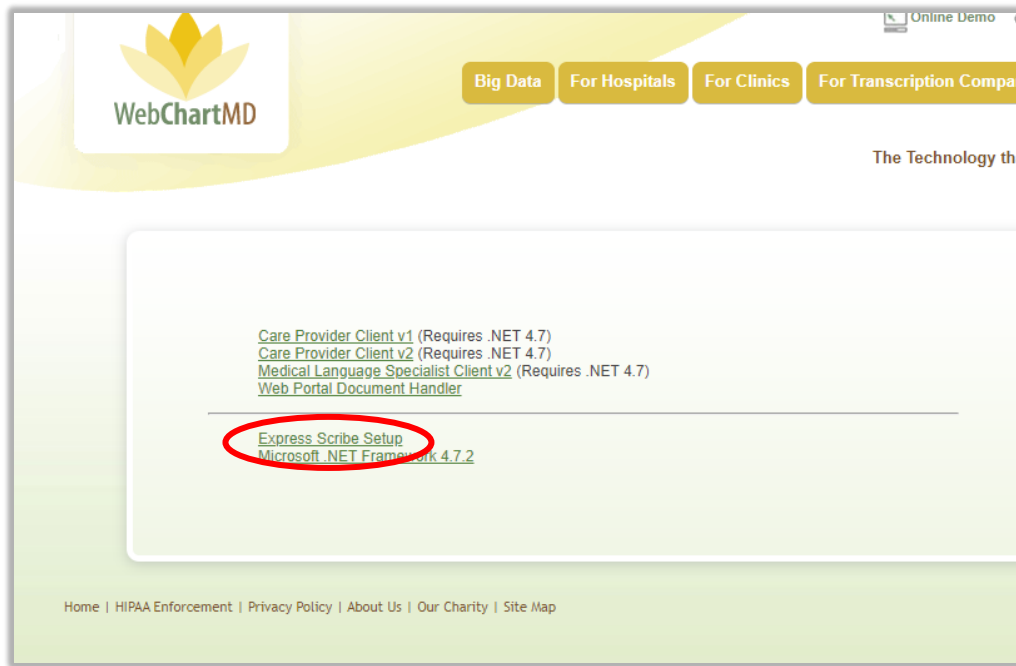 Online Demo
WebChartMD
Big Data For Hospitals For Clinics For Transcription Compa
The Technology th
Care Provider Client v1 (Requires .NET 4.7)
Care Provider Client v2 (Requires .NET 4.7)
Medical Language Specialist Client v2 (Requires .NET 4.7)
Web Portal Document Handler
Express Scribe Setup
Microsoft .NET Framework 4.7.2
Home | HIPAA Enforcement | Privacy Policy | About Us | Our Charity | Site Map